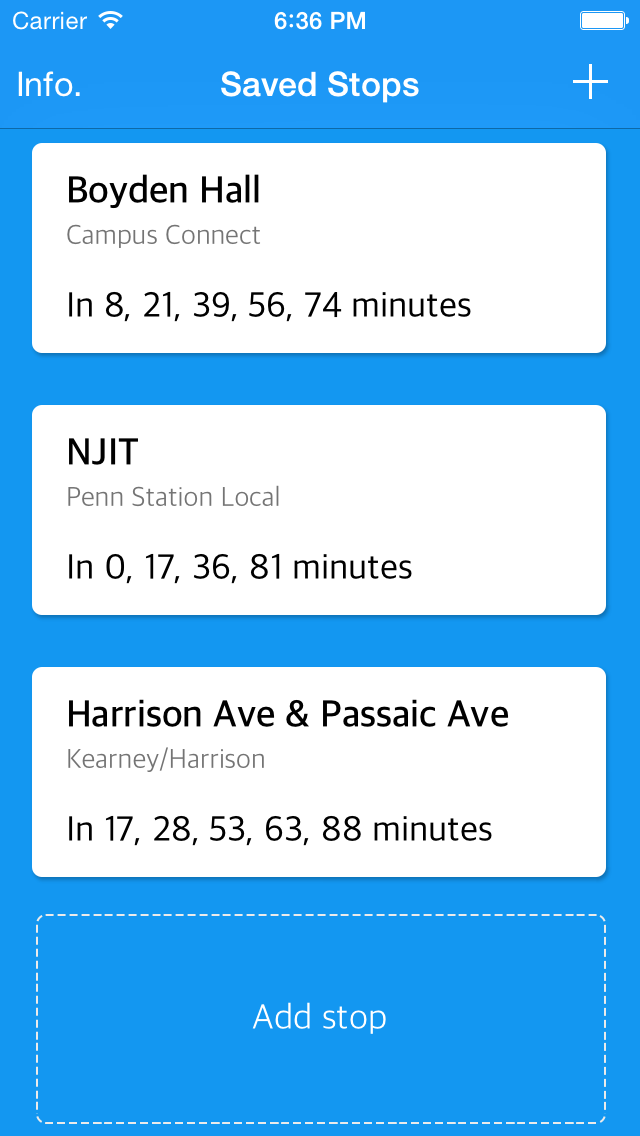 Carrier 6:36 PM
Info. Saved Stops +
Boyden Hall
Campus Connect
In 8, 21, 39, 56, 74 minutes
NJIT
Penn Station Local
In 0, 17, 36, 81 minutes
Harrison Ave & Passaic Ave
Kearney/Harrison
In 17, 28, 53, 63, 88 minutes
Add stop